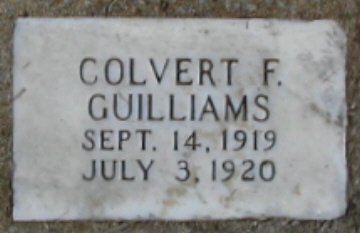 COLVERT F.
GUILLIAMS
SEPT. 14, 1919
JULY 3, 1920